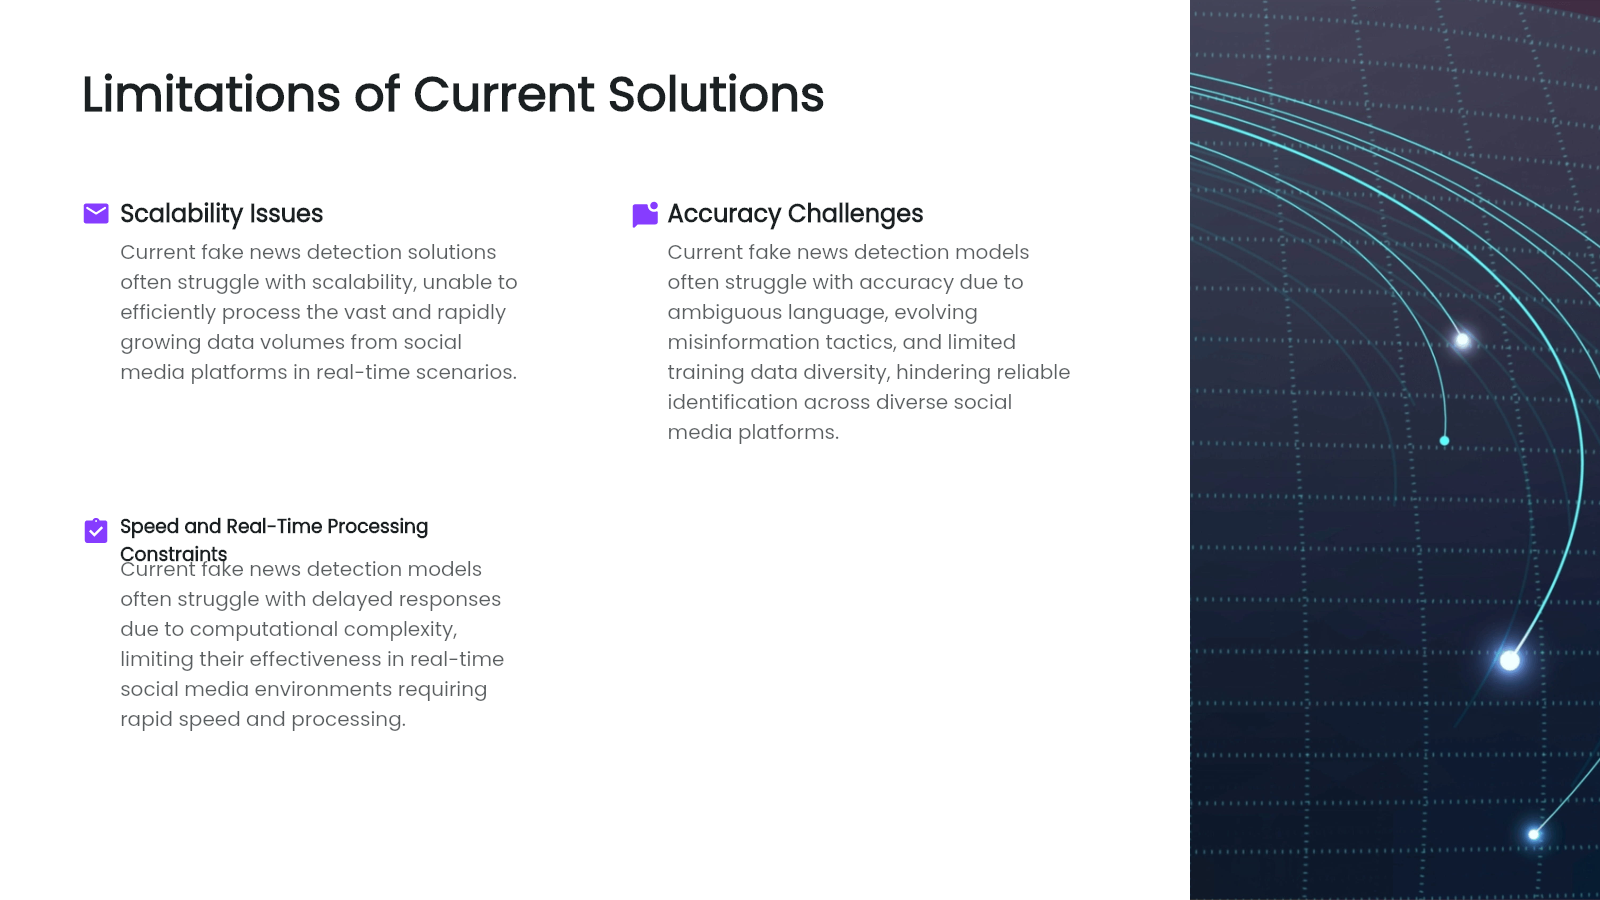 Limitations of Current Solutions
Scalability Issues
Current fake news detection solutions
often struggle with scalability, unable to
efficiently process the vast and rapidly
growing data volumes from social
media platforms in real-time scenarios.
Accuracy Challenges
Current fake news detection models
often struggle with accuracy due to
ambiguous language, evolving
misinformation tactics, and limited
training data diversity, hindering reliable
identification across diverse social
media platforms.
Speed and Real-Time Processing
Constraints
Current fake news detection models
often struggle with delayed responses
due to computational complexity,
limiting their effectiveness in real-time
social media environments requiring
rapid speed and processing.